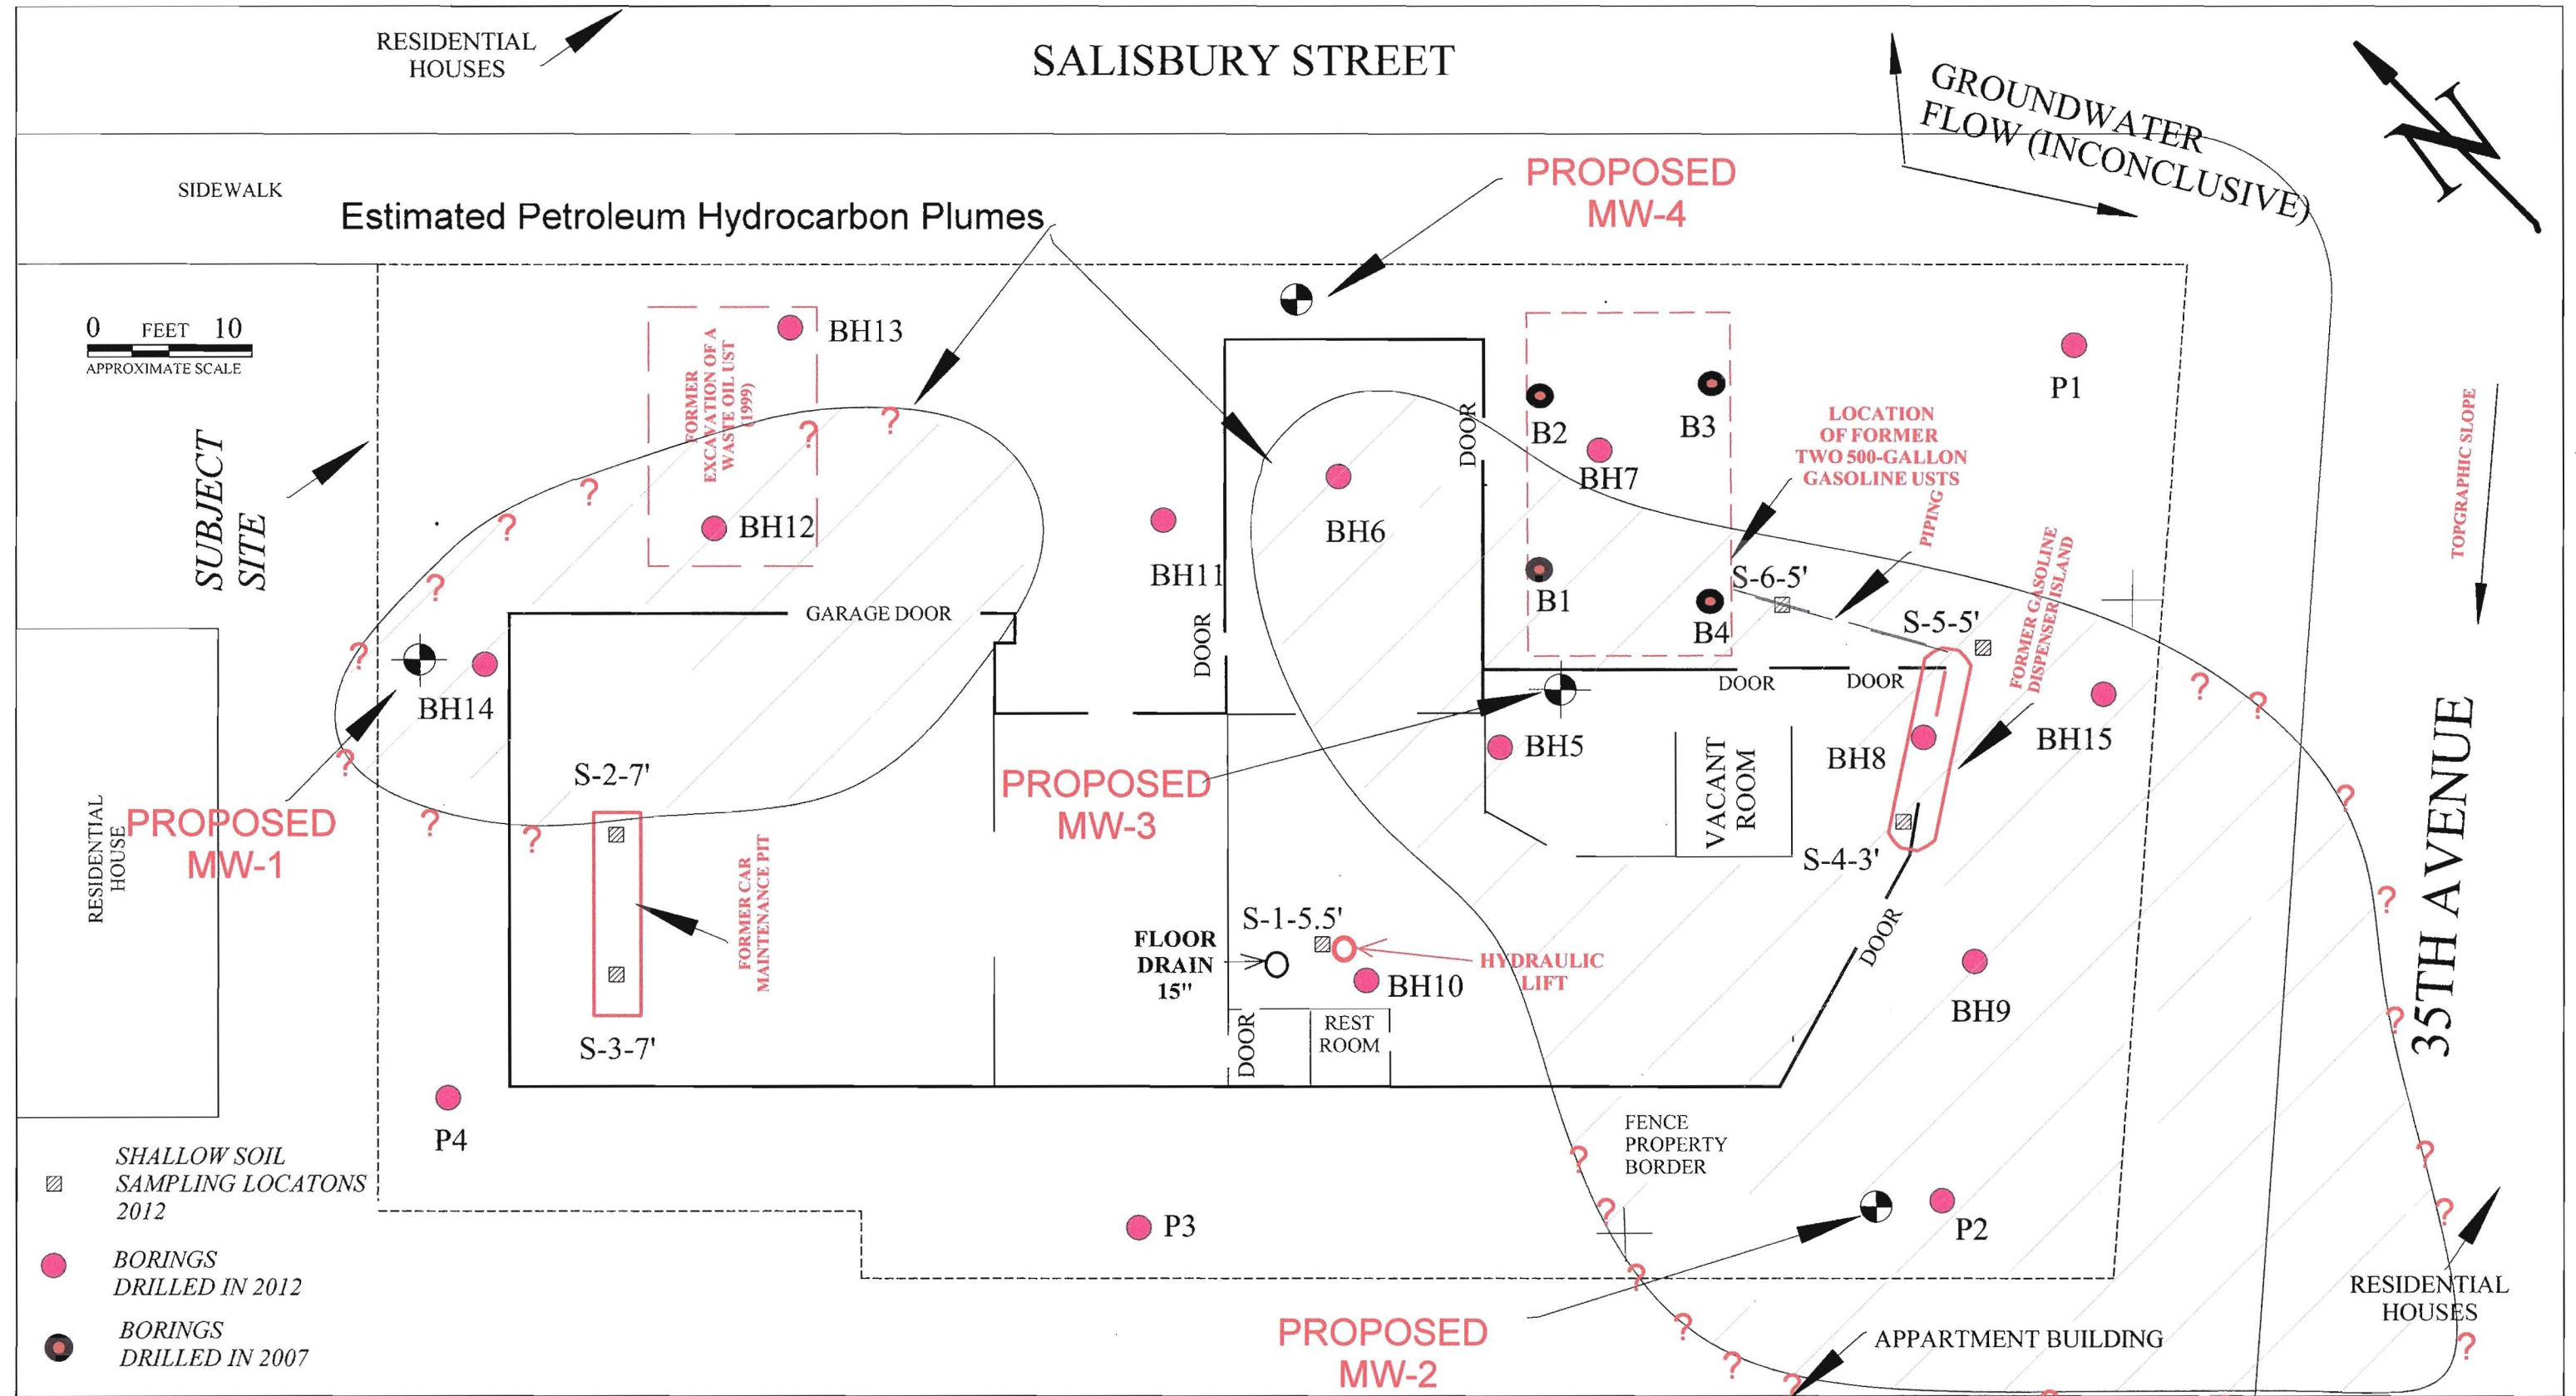 RESIDENTIAL
HOUSES
SALISBURY STREET
GROUNDWATER
FLOW (INCONCLUSIVE)
N
SIDEWALK
Estimated Petroleum Hydrocarbon Plumes
PROPOSED
MW-4
0 FEET 10
APPROXIMATE SCALE
SUBJECT
SITE
FORMER
EXCAVATION OF A
WASTE OIL UST
(1999)
BH13
BH12
BH11
BH6
DOOR
B2
B3
BH7
B1
B4
P1
LOCATION
OF FORMER
TWO 500-GALLON
GASOLINE USTS
PIPING
S-6-5'
S-5-5'
FORMER GASOLINE
DISPENSER ISLAND
TOPGRAPHIC SLOPE
35TH AVENUE
GARAGE DOOR
DOOR
DOOR
DOOR
BH14
BH5
BH8
BH15
VACANT
ROOM
S-4-3'
PROPOSED
MW-1
PROPOSED
MW-3
RESIDENTIAL
HOUSE
S-2-7'
FORMER CAR
MAINTENANCE PIT
S-3-7'
FLOOR
DRAIN
15"
S-1-5.5'
HYDRAULIC
LIFT
BH10
DOOR
REST
ROOM
DOOR
BH9
P4
P3
P2
FENCE
PROPERTY
BORDER
PROPOSED
MW-2
APPARTMENT BUILDING
RESIDENTIAL
HOUSES
SHALLOW SOIL
SAMPLING LOCATONS
2012
BORINGS
DRILLED IN 2012
BORINGS
DRILLED IN 2007
? ? ? ? ? ? ? ? ? ?
? ? ? ? ? ? ? ? ? ? ? ? ? ? ? ?